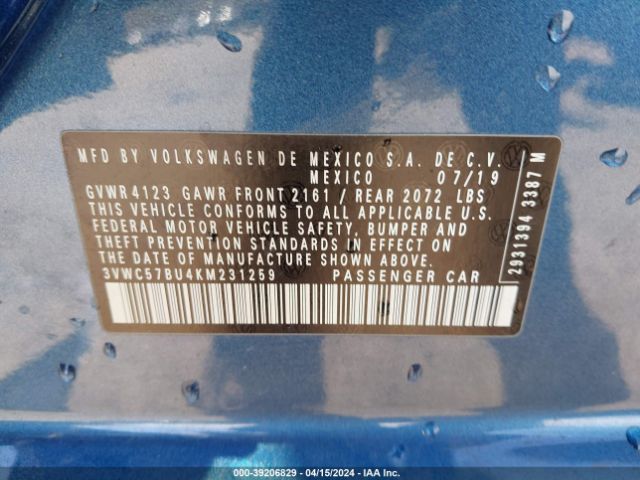 MFD BY VOLKSWAGEN DE MEXICO S.A. DE C.V.
MEXICO 07/19
GVWR 4123 GAWR FRONT 2161 / REAR 2072 LBS
THIS VEHICLE CONFORMS TO ALL APPLICABLE U.S.
FEDERAL MOTOR VEHICLE SAFETY, BUMPER AND
THEFT PREVENTION STANDARDS IN EFFECT ON
THE DATE OF MANUFACTURE SHOWN ABOVE.
3VWC57BU4KM231259 PASSENGER CAR
2931394 3387 M
000-39206829 - 04/15/2024 - IAA Inc.